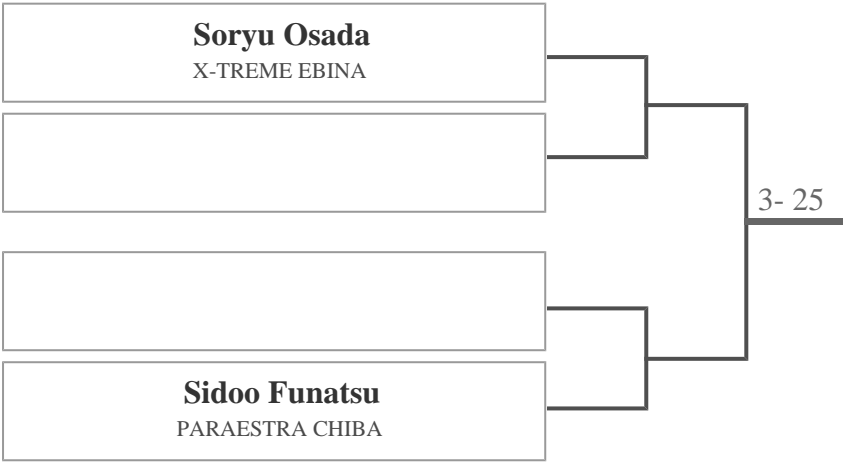 Soryu Osada
X-TREME EBINA
3- 25
Sidoo Funatsu
PARAESTRA CHIBA